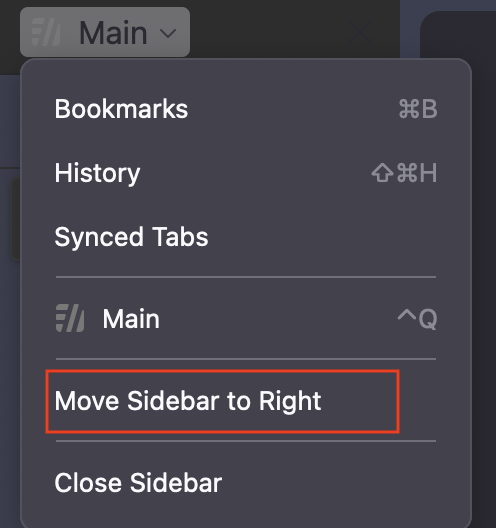 Main
Bookmarks ⌘B
History ⇧⌘H
Synced Tabs
Main ^Q
Move Sidebar to Right
Close Sidebar